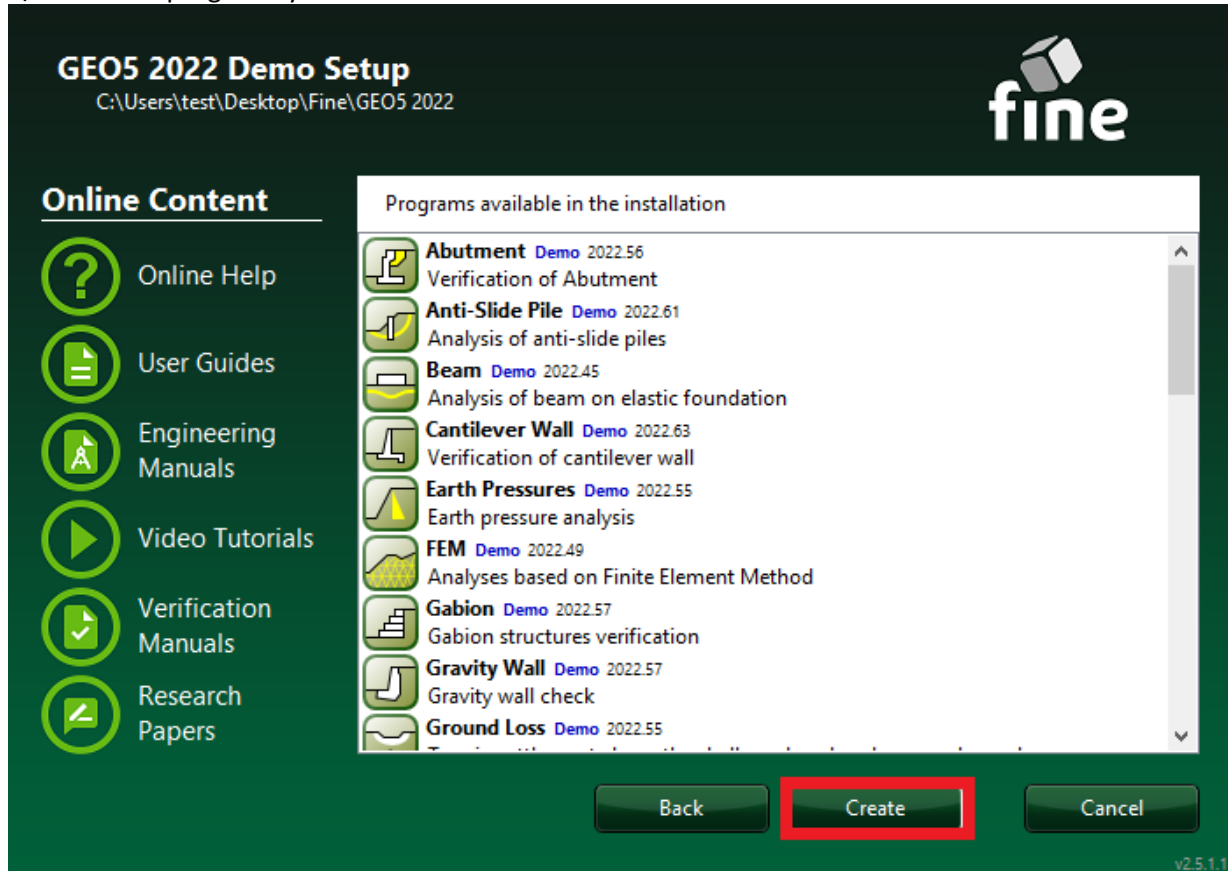 GEO5 2022 Demo Setup
C:\Users\test\Desktop\Fine\GEO5 2022
fine
Online Content
Online Help
User Guides
Engineering
Manuals
Video Tutorials
Verification
Manuals
Research
Papers
Programs available in the installation
Abutment Demo 2022.56
Verification of Abutment
Anti-Slide Pile Demo 2022.61
Analysis of anti-slide piles
Beam Demo 2022.45
Analysis of beam on elastic foundation
Cantilever Wall Demo 2022.63
Verification of cantilever wall
Earth Pressures Demo 2022.55
Earth pressure analysis
FEM Demo 2022.49
Analyses based on Finite Element Method
Gabion Demo 2022.57
Gabion structures verification
Gravity Wall Demo 2022.57
Gravity wall check
Ground Loss Demo 2022.55
Back
Create
Cancel
v2.5.1.1